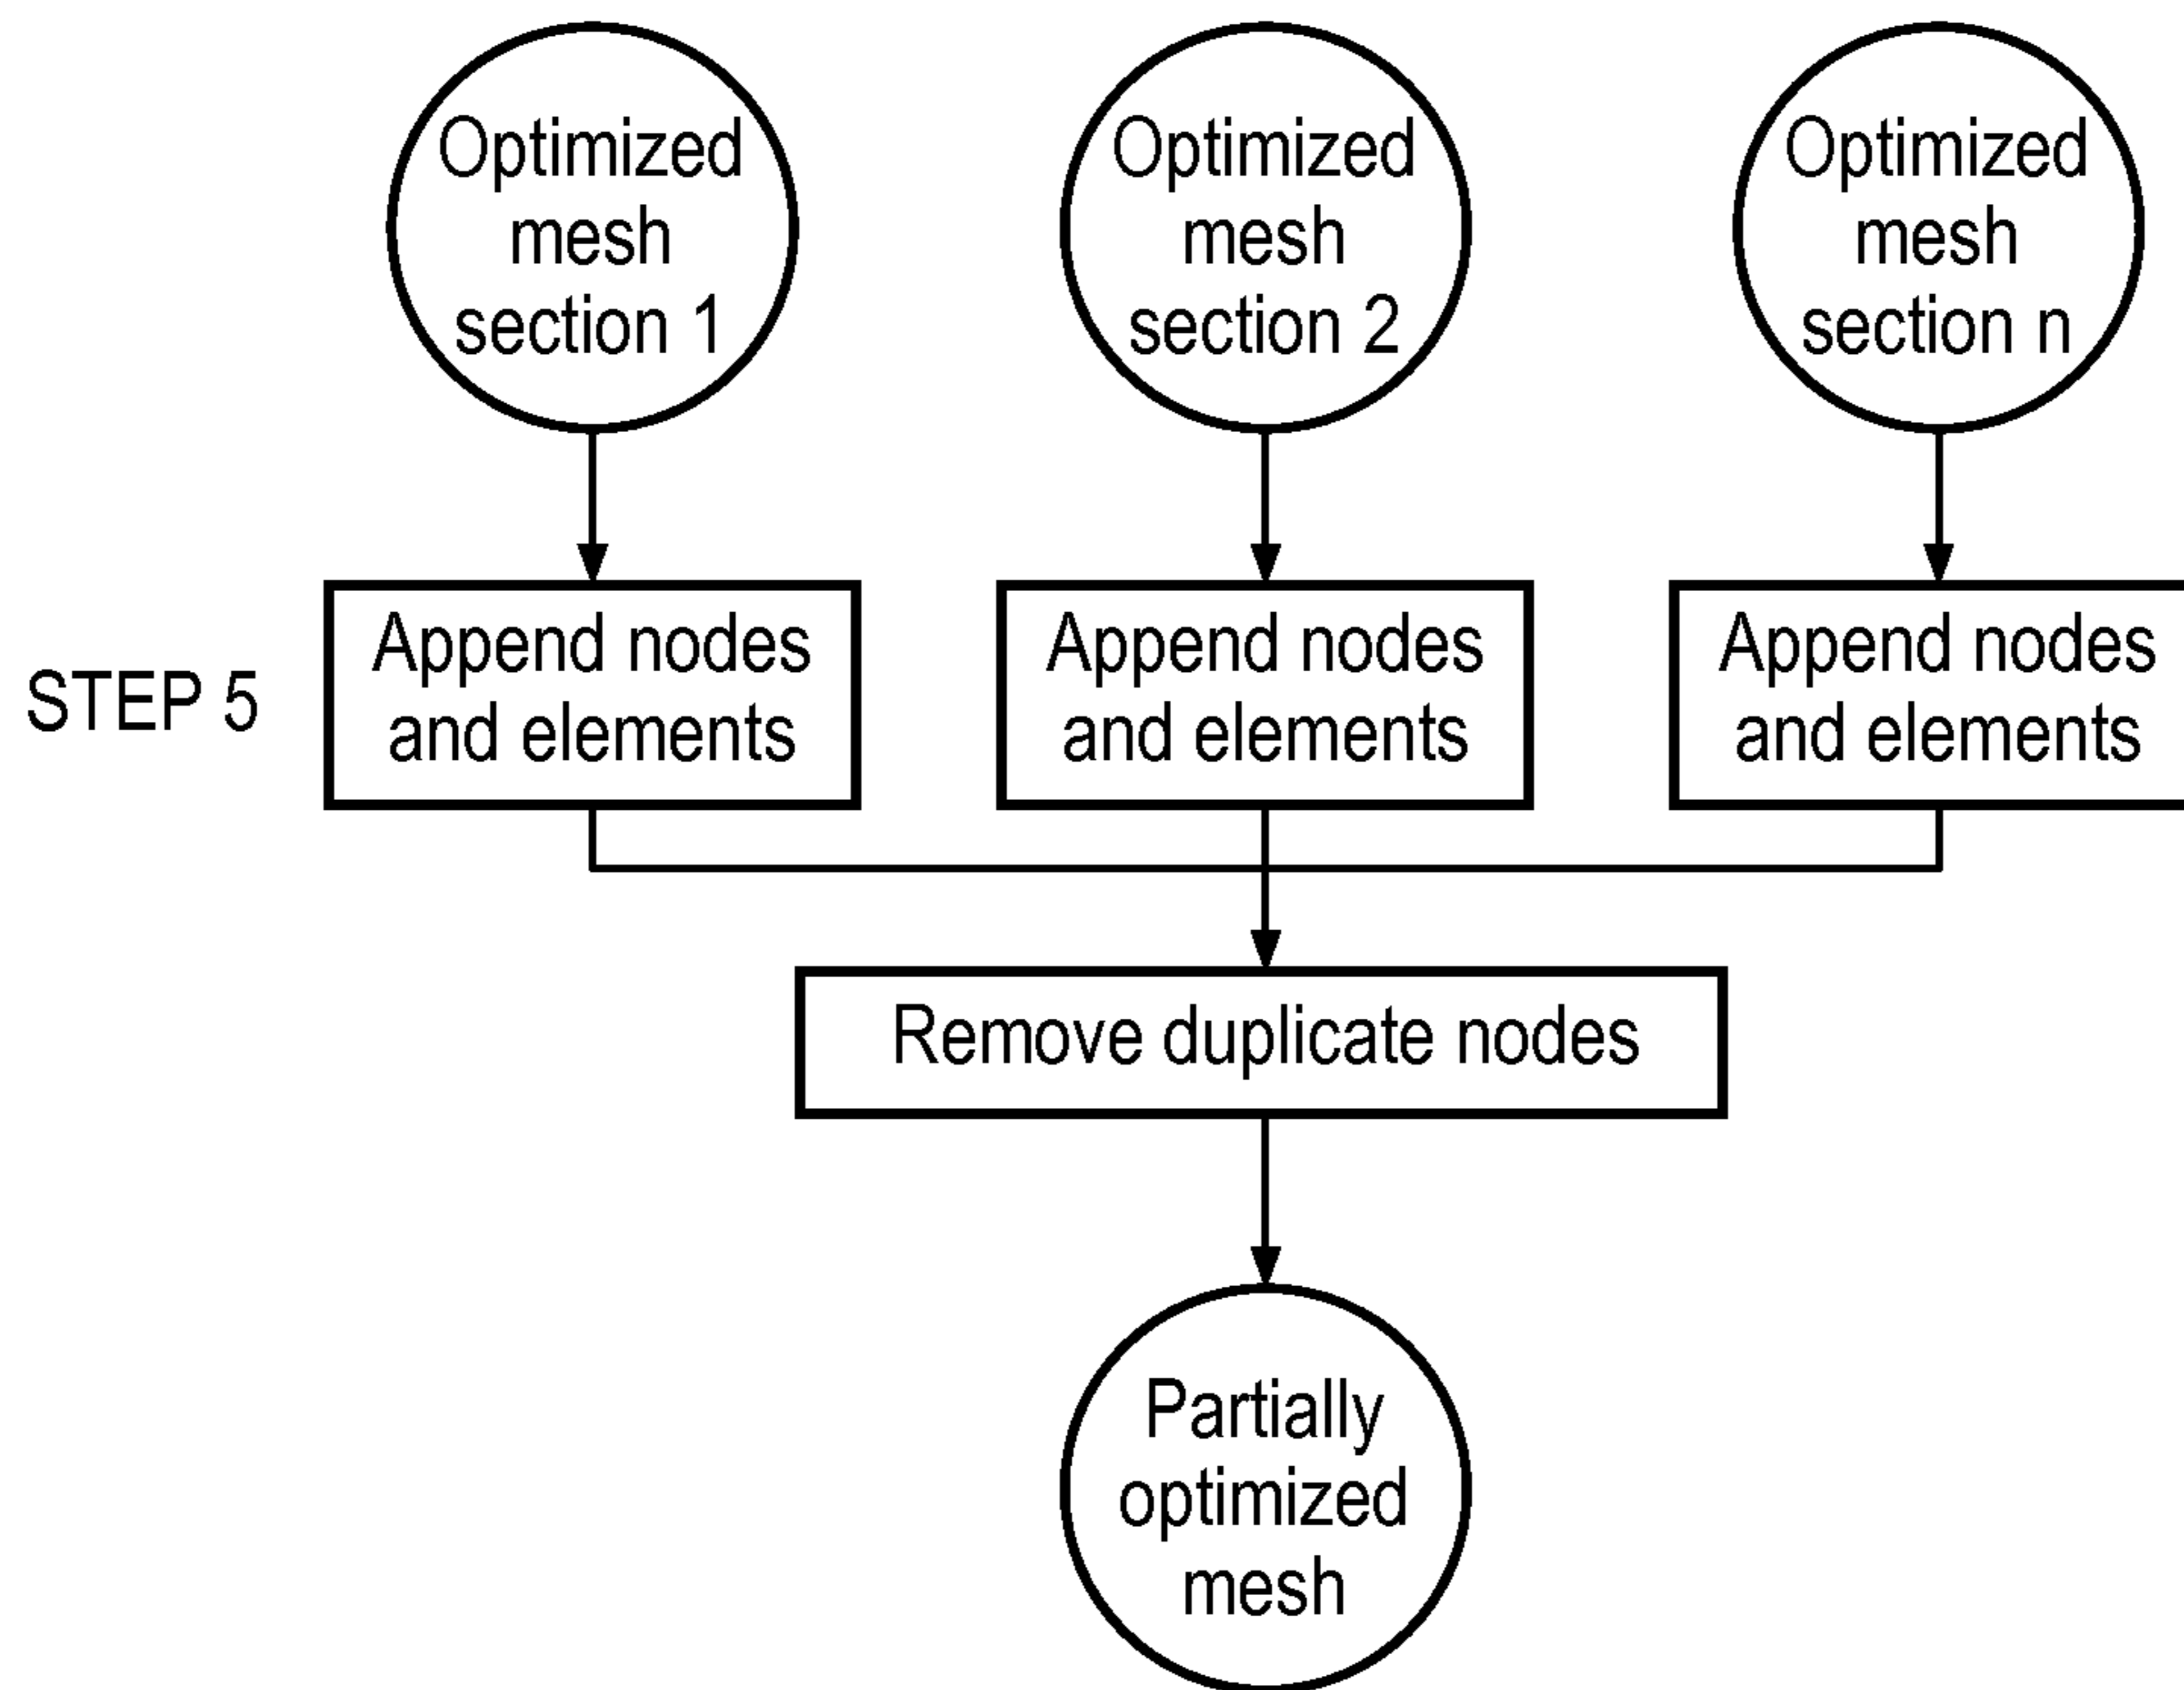 Optimized
mesh
section 1
Optimized
mesh
section 2
Optimized
mesh
section n
STEP 5
Append nodes
and elements
Append nodes
and elements
Append nodes
and elements
Remove duplicate nodes
Partially
optimized
mesh